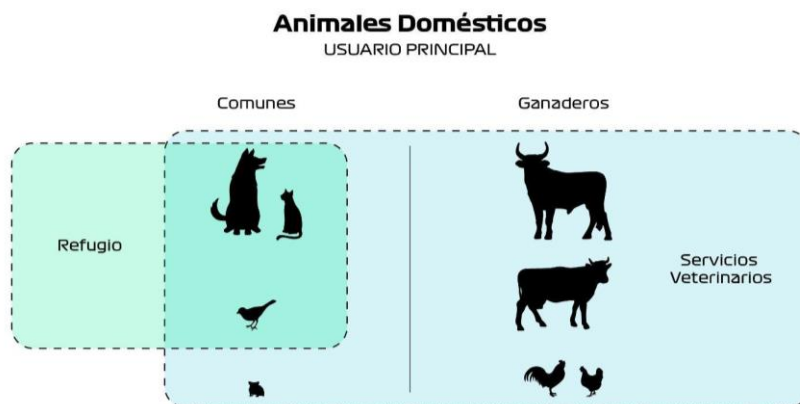 Animales Domésticos
USUARIO PRINCIPAL
Comunes
Ganaderos
Refugio
Servicios
Veterinarios